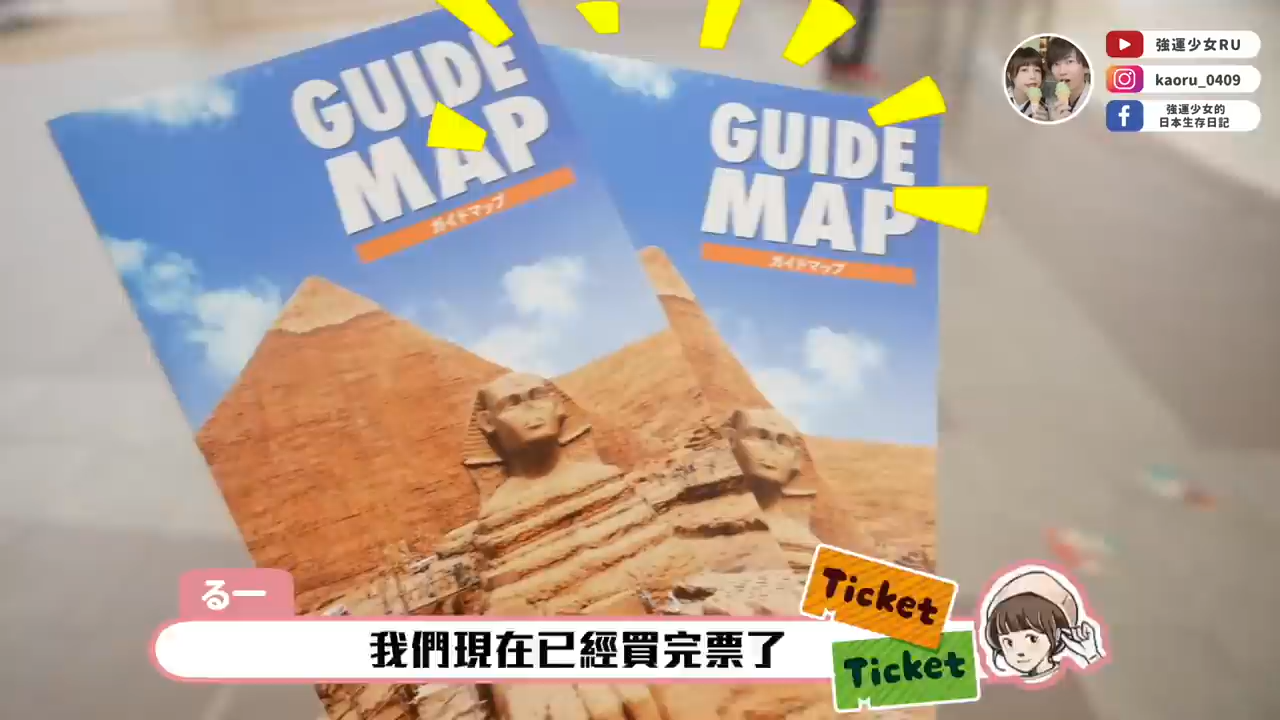 GUIDE
MAP
ガイドマップ
GUIDE
MAP
ガイドマップ
強運少女RU
kaoru_0409
強運少女的
日本生存日記
るー
我們現在已經買完票了
Ticket
Ticket